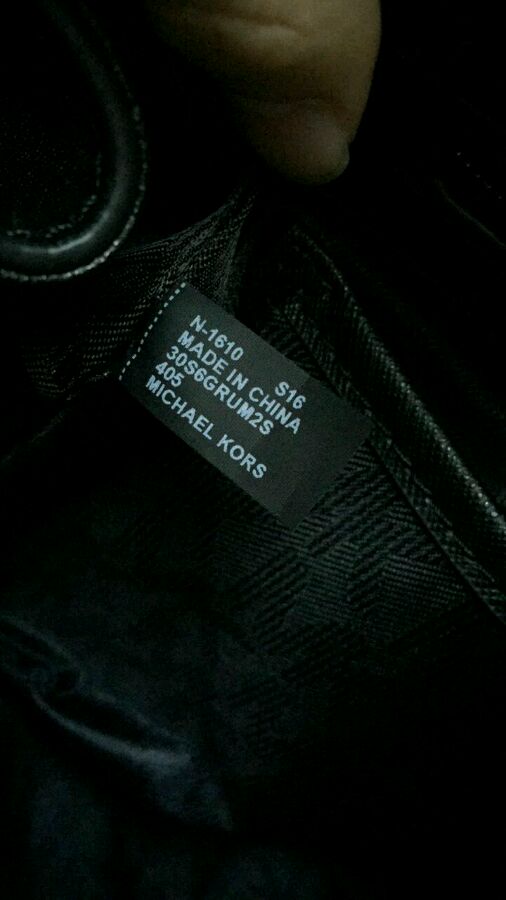 N-1610 S16
MADE IN CHINA
30S6GRUM2S
405
MICHAEL KORS